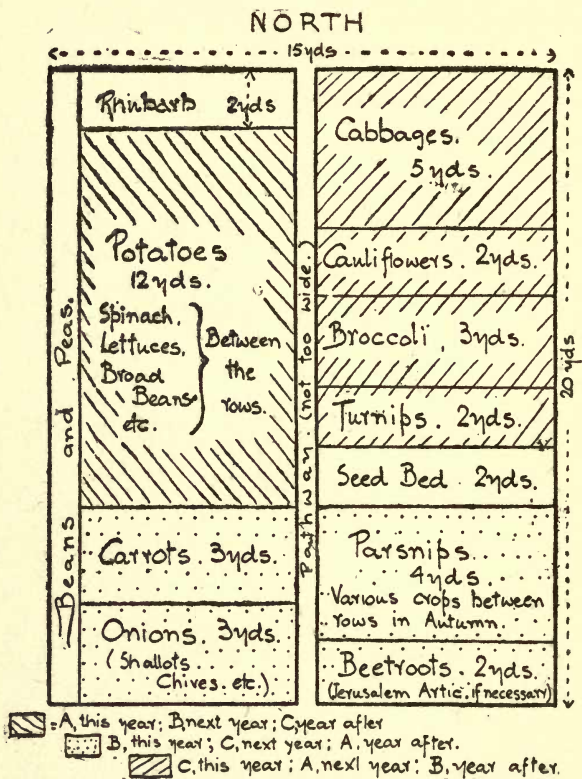 NORTH
15yds
Rhubarb 2yds
Potatoes
12yds.
Spinach,
Lettuces,
Broad
Beans
etc.
Between
the
rows.
Carrots. 3yds.
Onions. 3yds.
(Shallots
Chives. etc.)
Beans and Peas.
Pathway (not too wide.)
Cabbages.
5yds.
Cauliflowers. 2yds.
Broccoli, 3yds.
Turnips. 2yds.
Seed Bed. 2yds.
Parsnips.
4yds
Various crops between
rows in Autumn.
Beetroots. 2yds.
(Jerusalem Artic. if necessary)
20 yds
= A, this year; B, next year; C, year after
B, this year; C, next year; A, year after.
C, this year; A, next year; B, year after.